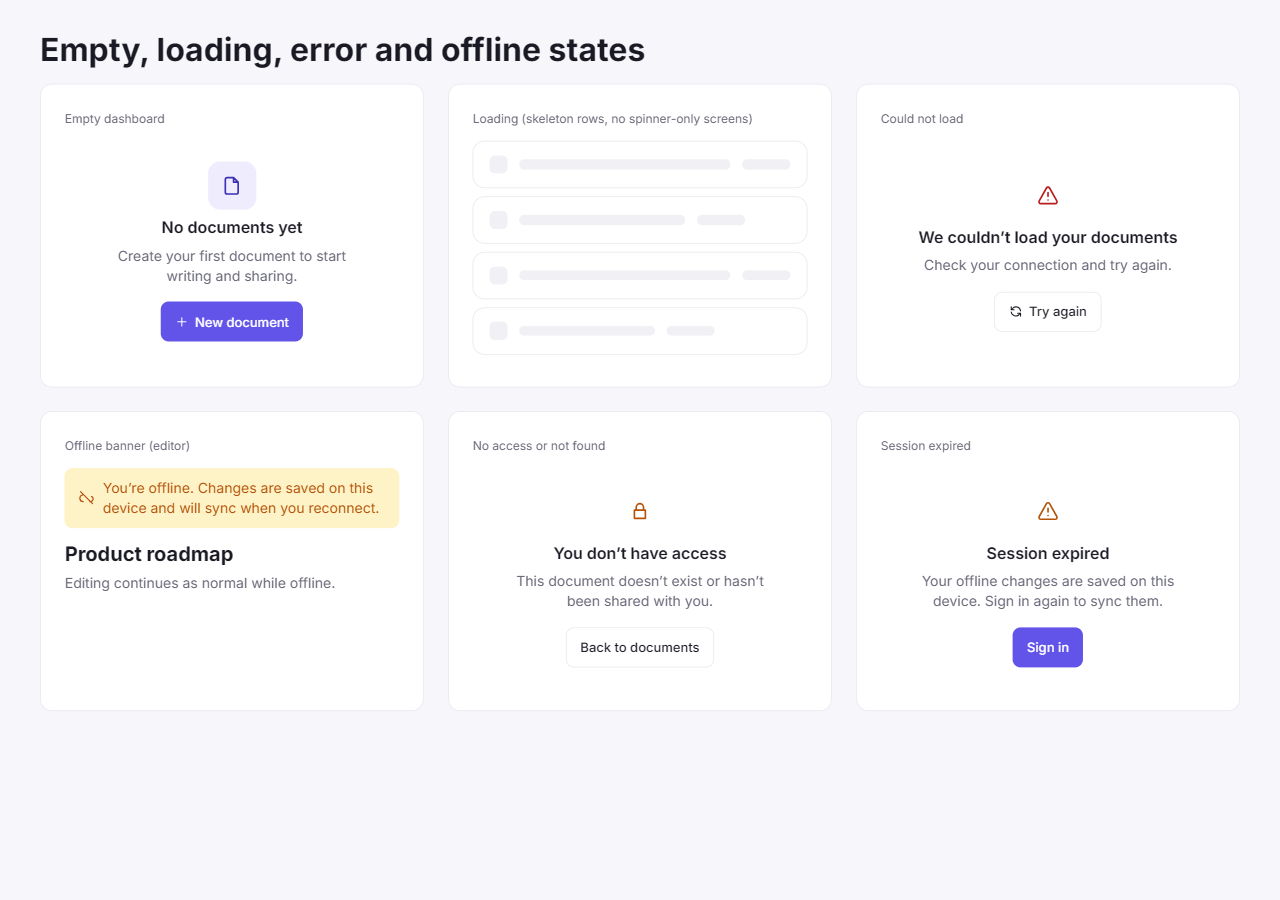 Empty, loading, error and offline states
Empty dashboard
No documents yet
Create your first document to start
writing and sharing.
New document
Loading (skeleton rows, no spinner-only screens)
Could not load
We couldn’t load your documents
Check your connection and try again.
Try again
Offline banner (editor)
You’re offline. Changes are saved on this
device and will sync when you reconnect.
Product roadmap
Editing continues as normal while offline.
No access or not found
You don’t have access
This document doesn’t exist or hasn’t
been shared with you.
Back to documents
Session expired
Session expired
Your offline changes are saved on this
device. Sign in again to sync them.
Sign in